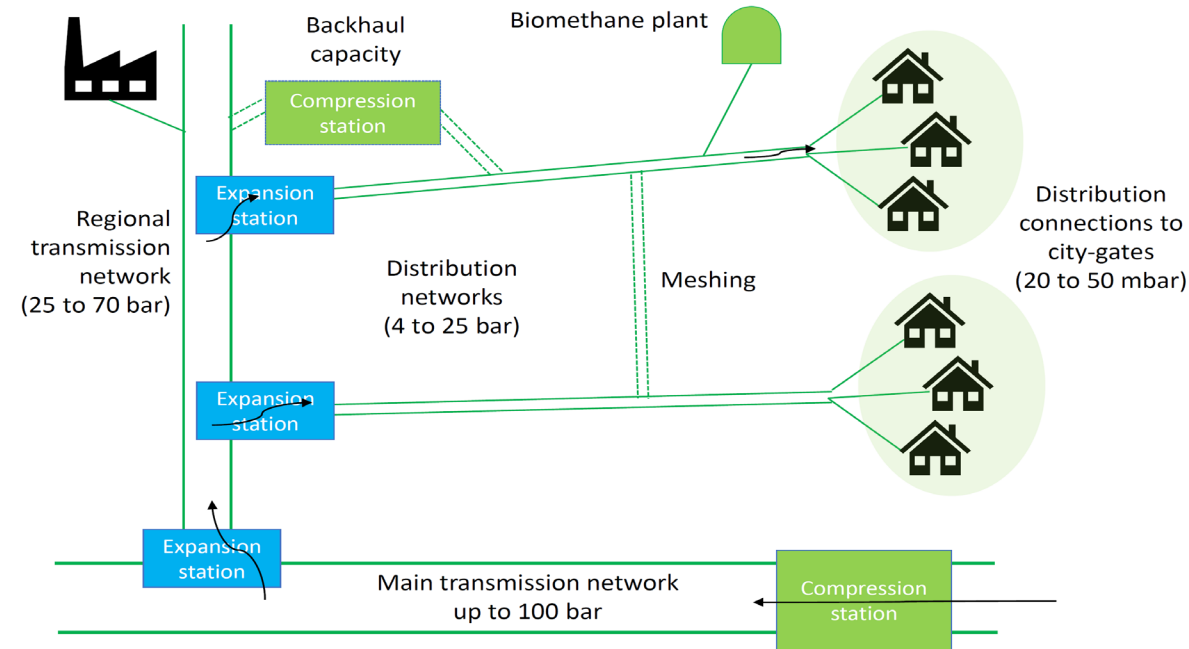 Backhaul
capacity
Biomethane plant
Compression
station
Expansion
station
Regional
transmission
network
(25 to 70 bar)
Distribution
networks
(4 to 25 bar)
Meshing
Distribution
connections to
city-gates
(20 to 50 mbar)
Expansion
station
Expansion
station
Main transmission network
up to 100 bar
Compression
station